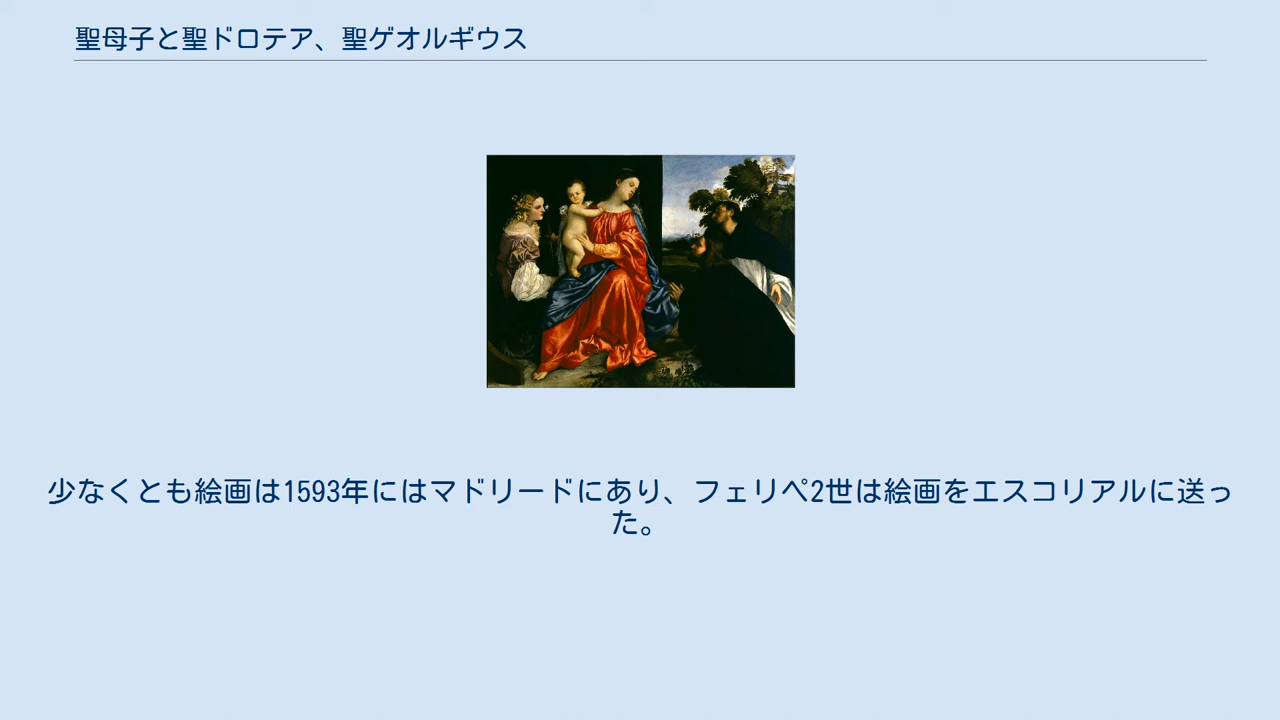 聖母子と聖ドロテア、聖ゲオルギウス
少なくとも絵画は1593年にはマドリードにあり、フェリペ2世は絵画をエスコリアルに送っ
た。